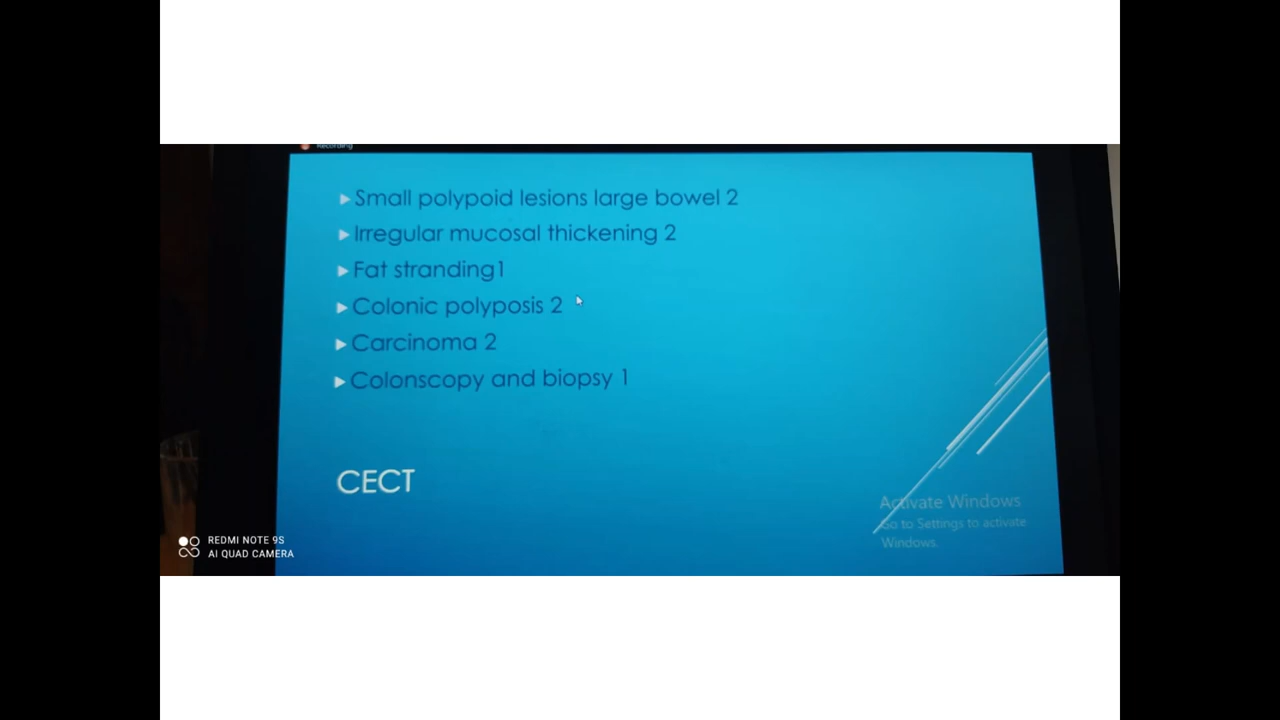 Recording
Small polypoid lesions large bowel 2
Irregular mucosal thickening 2
Fat stranding1
Colonic polyposis 2
Carcinoma 2
Colonscopy and biopsy 1
CECT
Activate Windows
Go to Settings to activate
Windows.
REDMI NOTE 9S
AI QUAD CAMERA